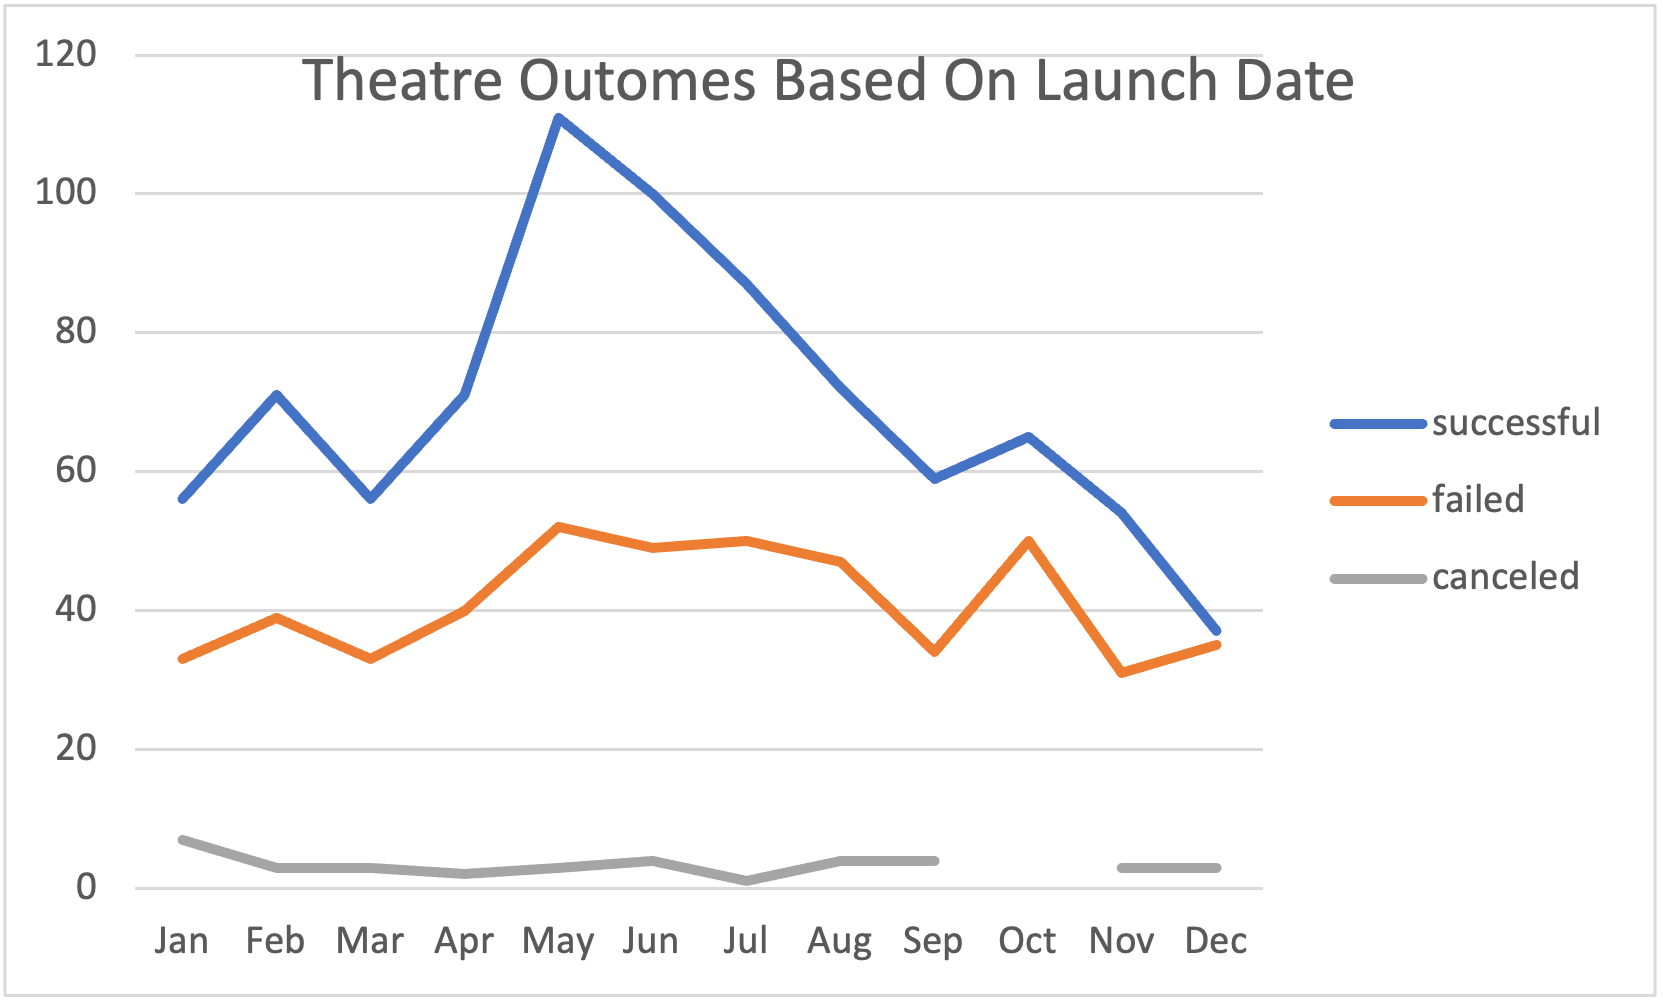 Theatre Outomes Based On Launch Date
120
100
80
60
40
20
0
Jan Feb Mar Apr May Jun Jul Aug Sep Oct Nov Dec
successful
failed
canceled